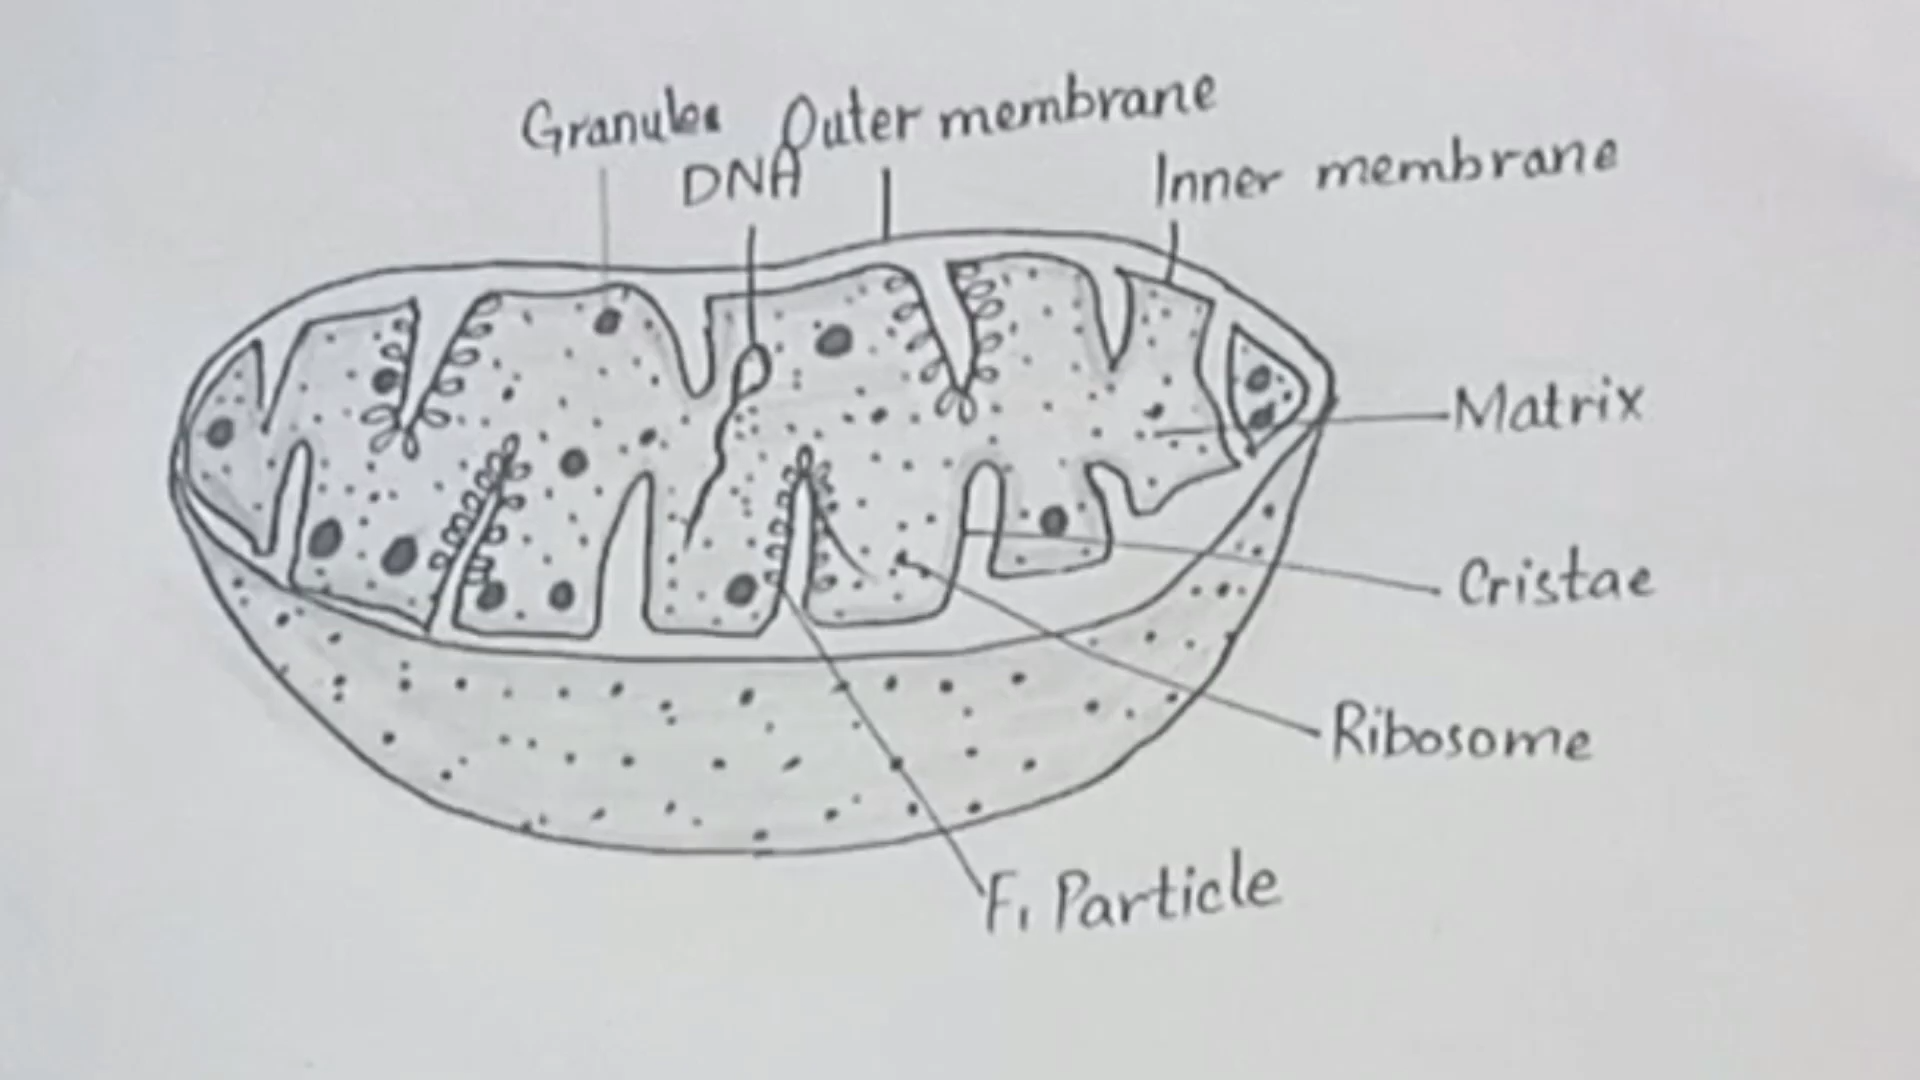 Granules
Outer membrane
DNA
Inner membrane
Matrix
Cristae
Ribosome
F₁ Particle